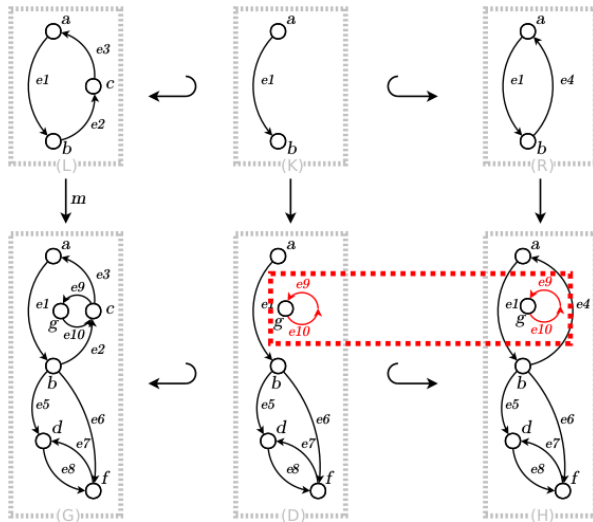 a a a
e3
e1 c e1 e1 e4
e2
b b b
(L) (K) (R)
m
a a a
e3
e9 e9 e9
e1 c e1 e1 e4
g g g
e10 e10 e10
e2
b b b
e5 e6 e5 e6 e5 e6
d e7 d e7 d e7
e8 e8 e8
f f f
(G) (D) (H)